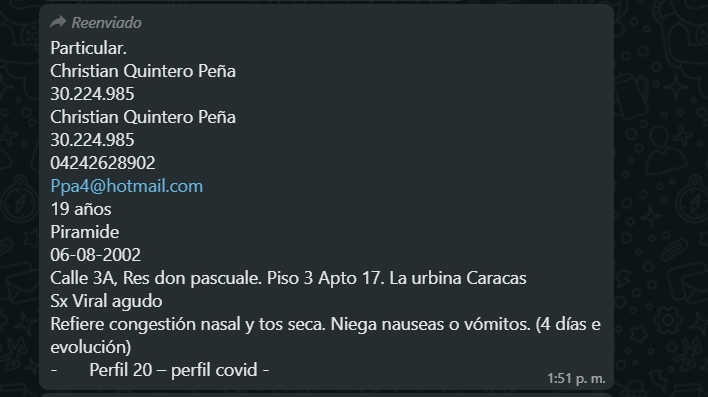 Reenviado
Particular.
Christian Quintero Peña
30.224.985
Christian Quintero Peña
30.224.985
04242628902
Ppa4@hotmail.com
19 años
Piramide
06-08-2002
Calle 3A, Res don pascuale. Piso 3 Apto 17. La urbina Caracas
Sx Viral agudo
Refiere congestión nasal y tos seca. Niega nauseas o vómitos. (4 días e
evolución)
- Perfil 20 – perfil covid -
1:51 p. m.